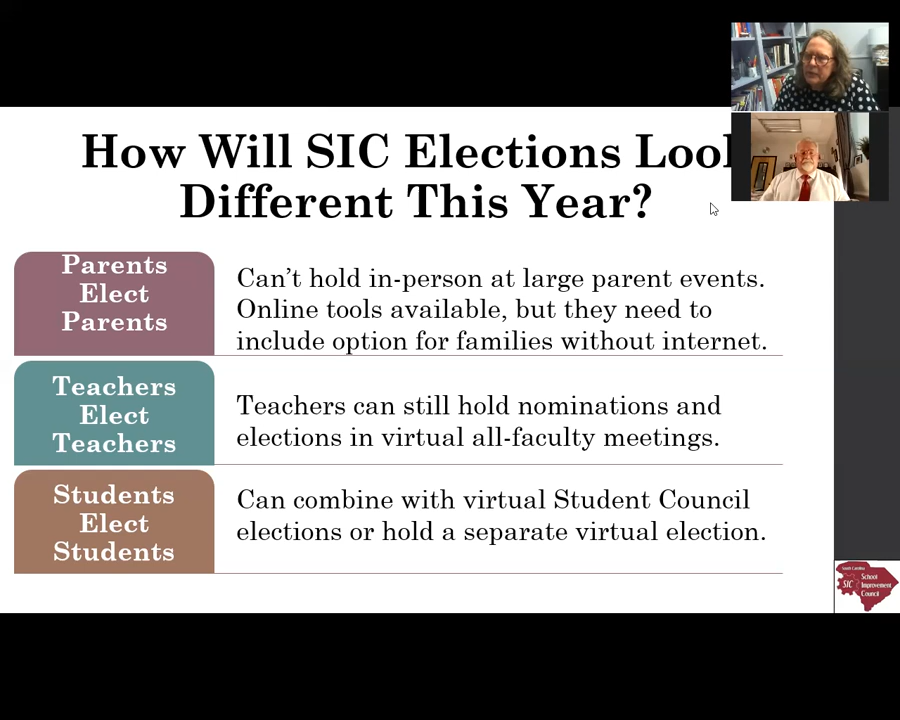 How Will SIC Elections Look
Different This Year?
Parents
Elect
Parents
Can't hold in-person at large parent events.
Online tools available, but they need to
include option for families without internet.
Teachers
Elect
Teachers
Teachers can still hold nominations and
elections in virtual all-faculty meetings.
Students
Elect
Students
Can combine with virtual Student Council
elections or hold a separate virtual election.
South Carolina
SIC
School
Improvement
Council